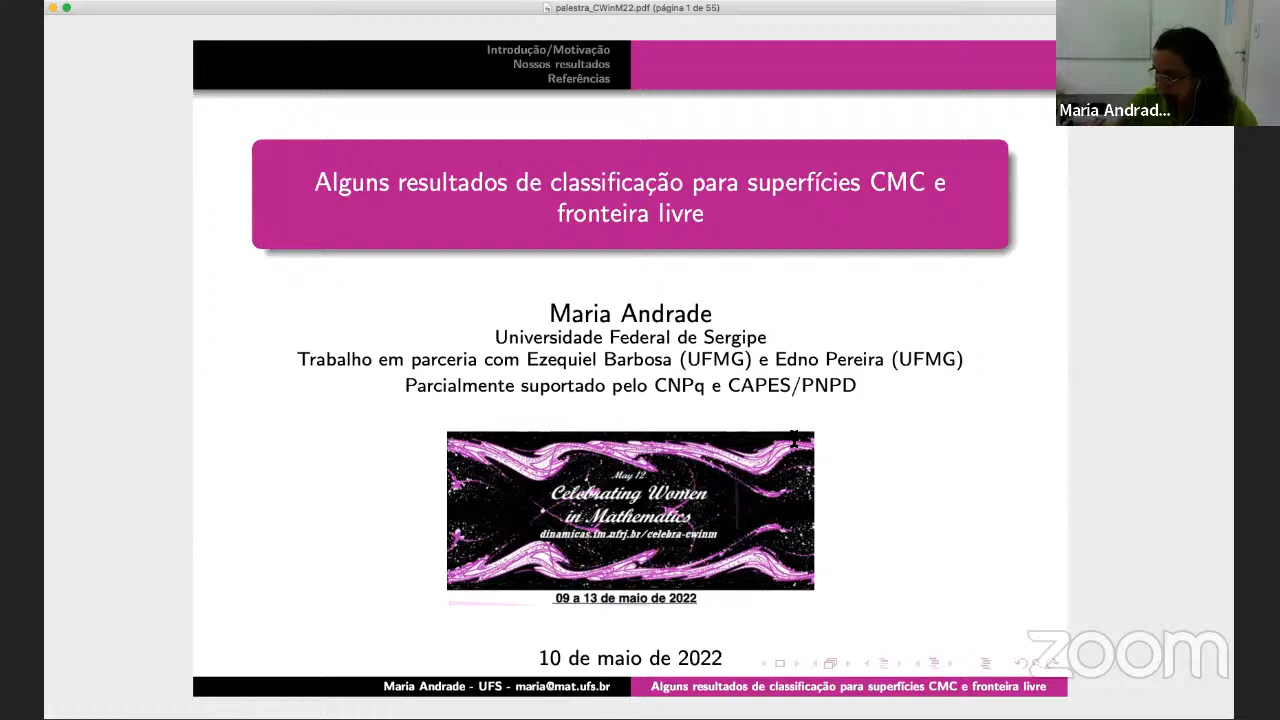 palestra_CWinM22.pdf (página 1 de 55)
Introdução/Motivação
Nossos resultados
Referências
Maria Andrad...
Alguns resultados de classificação para superfícies CMC e
fronteira livre
Maria Andrade
Universidade Federal de Sergipe
Trabalho em parceria com Ezequiel Barbosa (UFMG) e Edno Pereira (UFMG)
Parcialmente suportado pelo CNPq e CAPES/PNPD
May 12
Celebrating Women
in Mathematics
dinamicas.im.ufrj.br/celebra-cwinm
09 a 13 de maio de 2022
10 de maio de 2022
zoom
Maria Andrade - UFS - maria@mat.ufs.br
Alguns resultados de classificação para superfícies CMC e fronteira livre